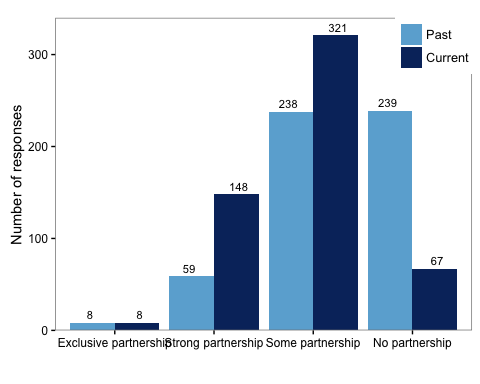 Past
Current
Number of responses
300
200
100
0
8
8
59
148
238
321
239
67
Exclusive partnership
Strong partnership
Some partnership
No partnership